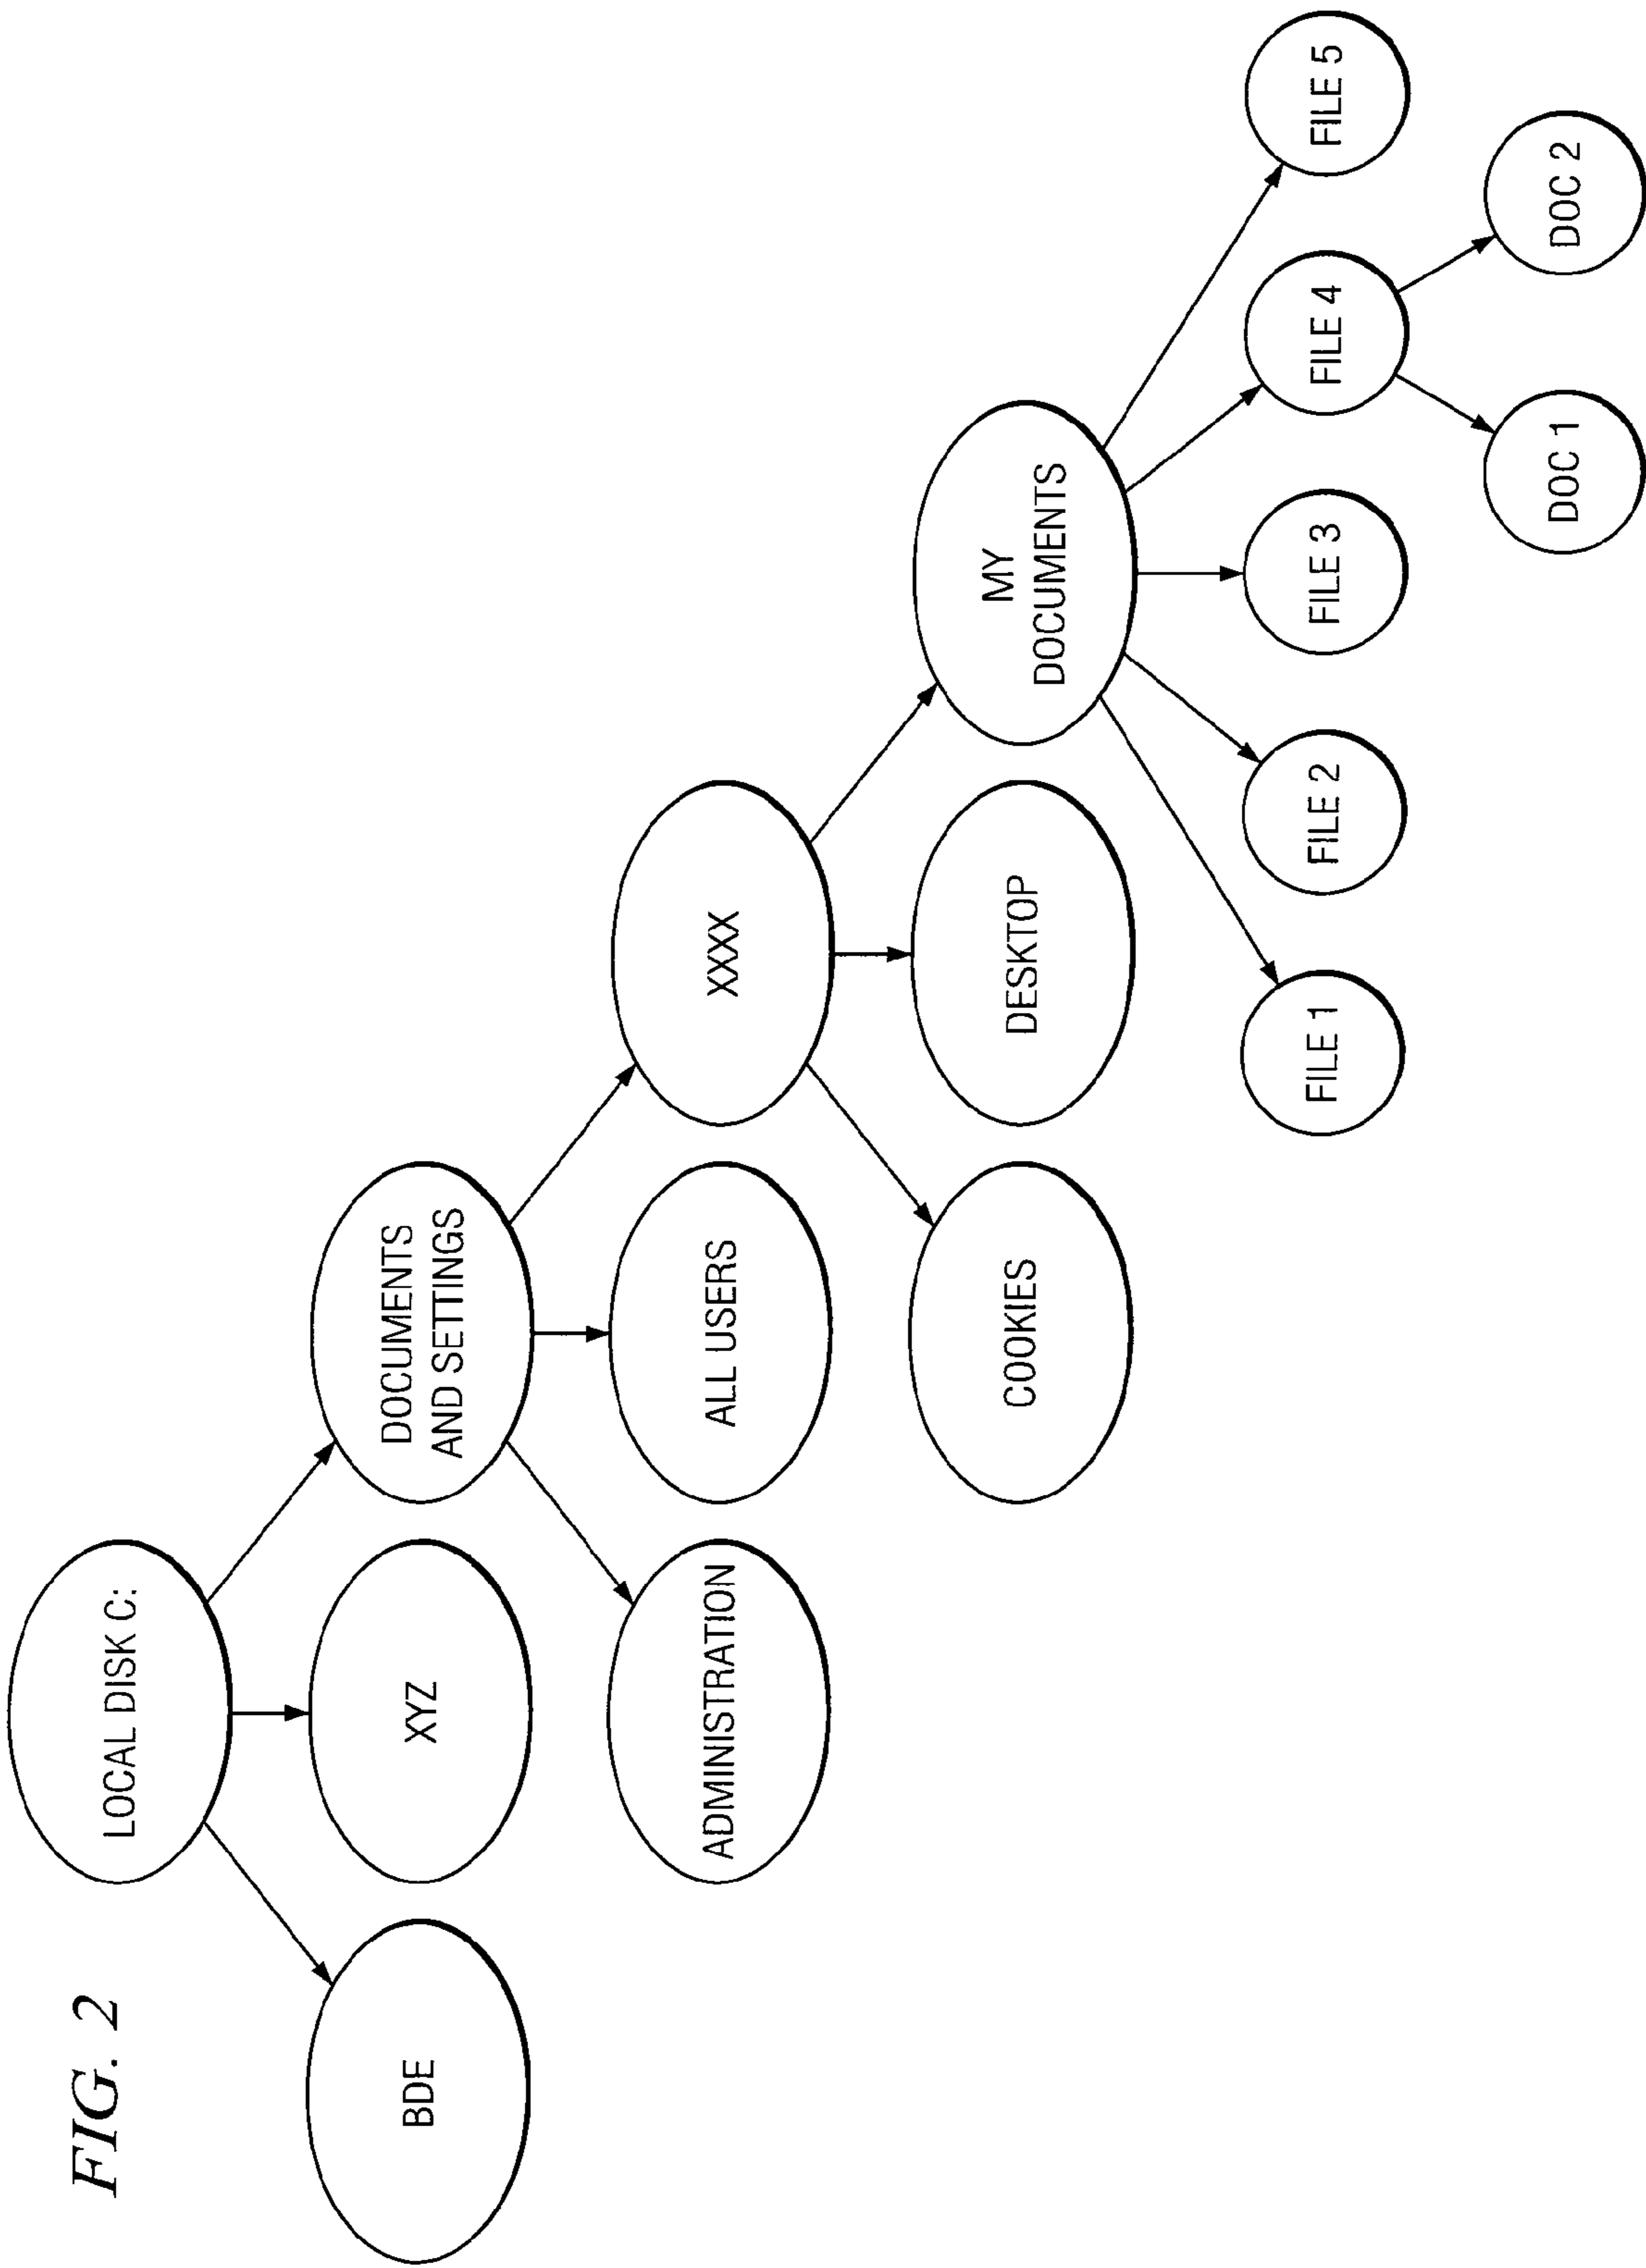 FIG. 2
LOCAL DISK C:
BDE
XYZ
DOCUMENTS
AND SETTINGS
ADMINISTRATION
ALL USERS
XXXX
COOKIES
DESKTOP
MY
DOCUMENTS
FILE 1
FILE 2
FILE 3
FILE 4
FILE 5
DOC 1
DOC 2